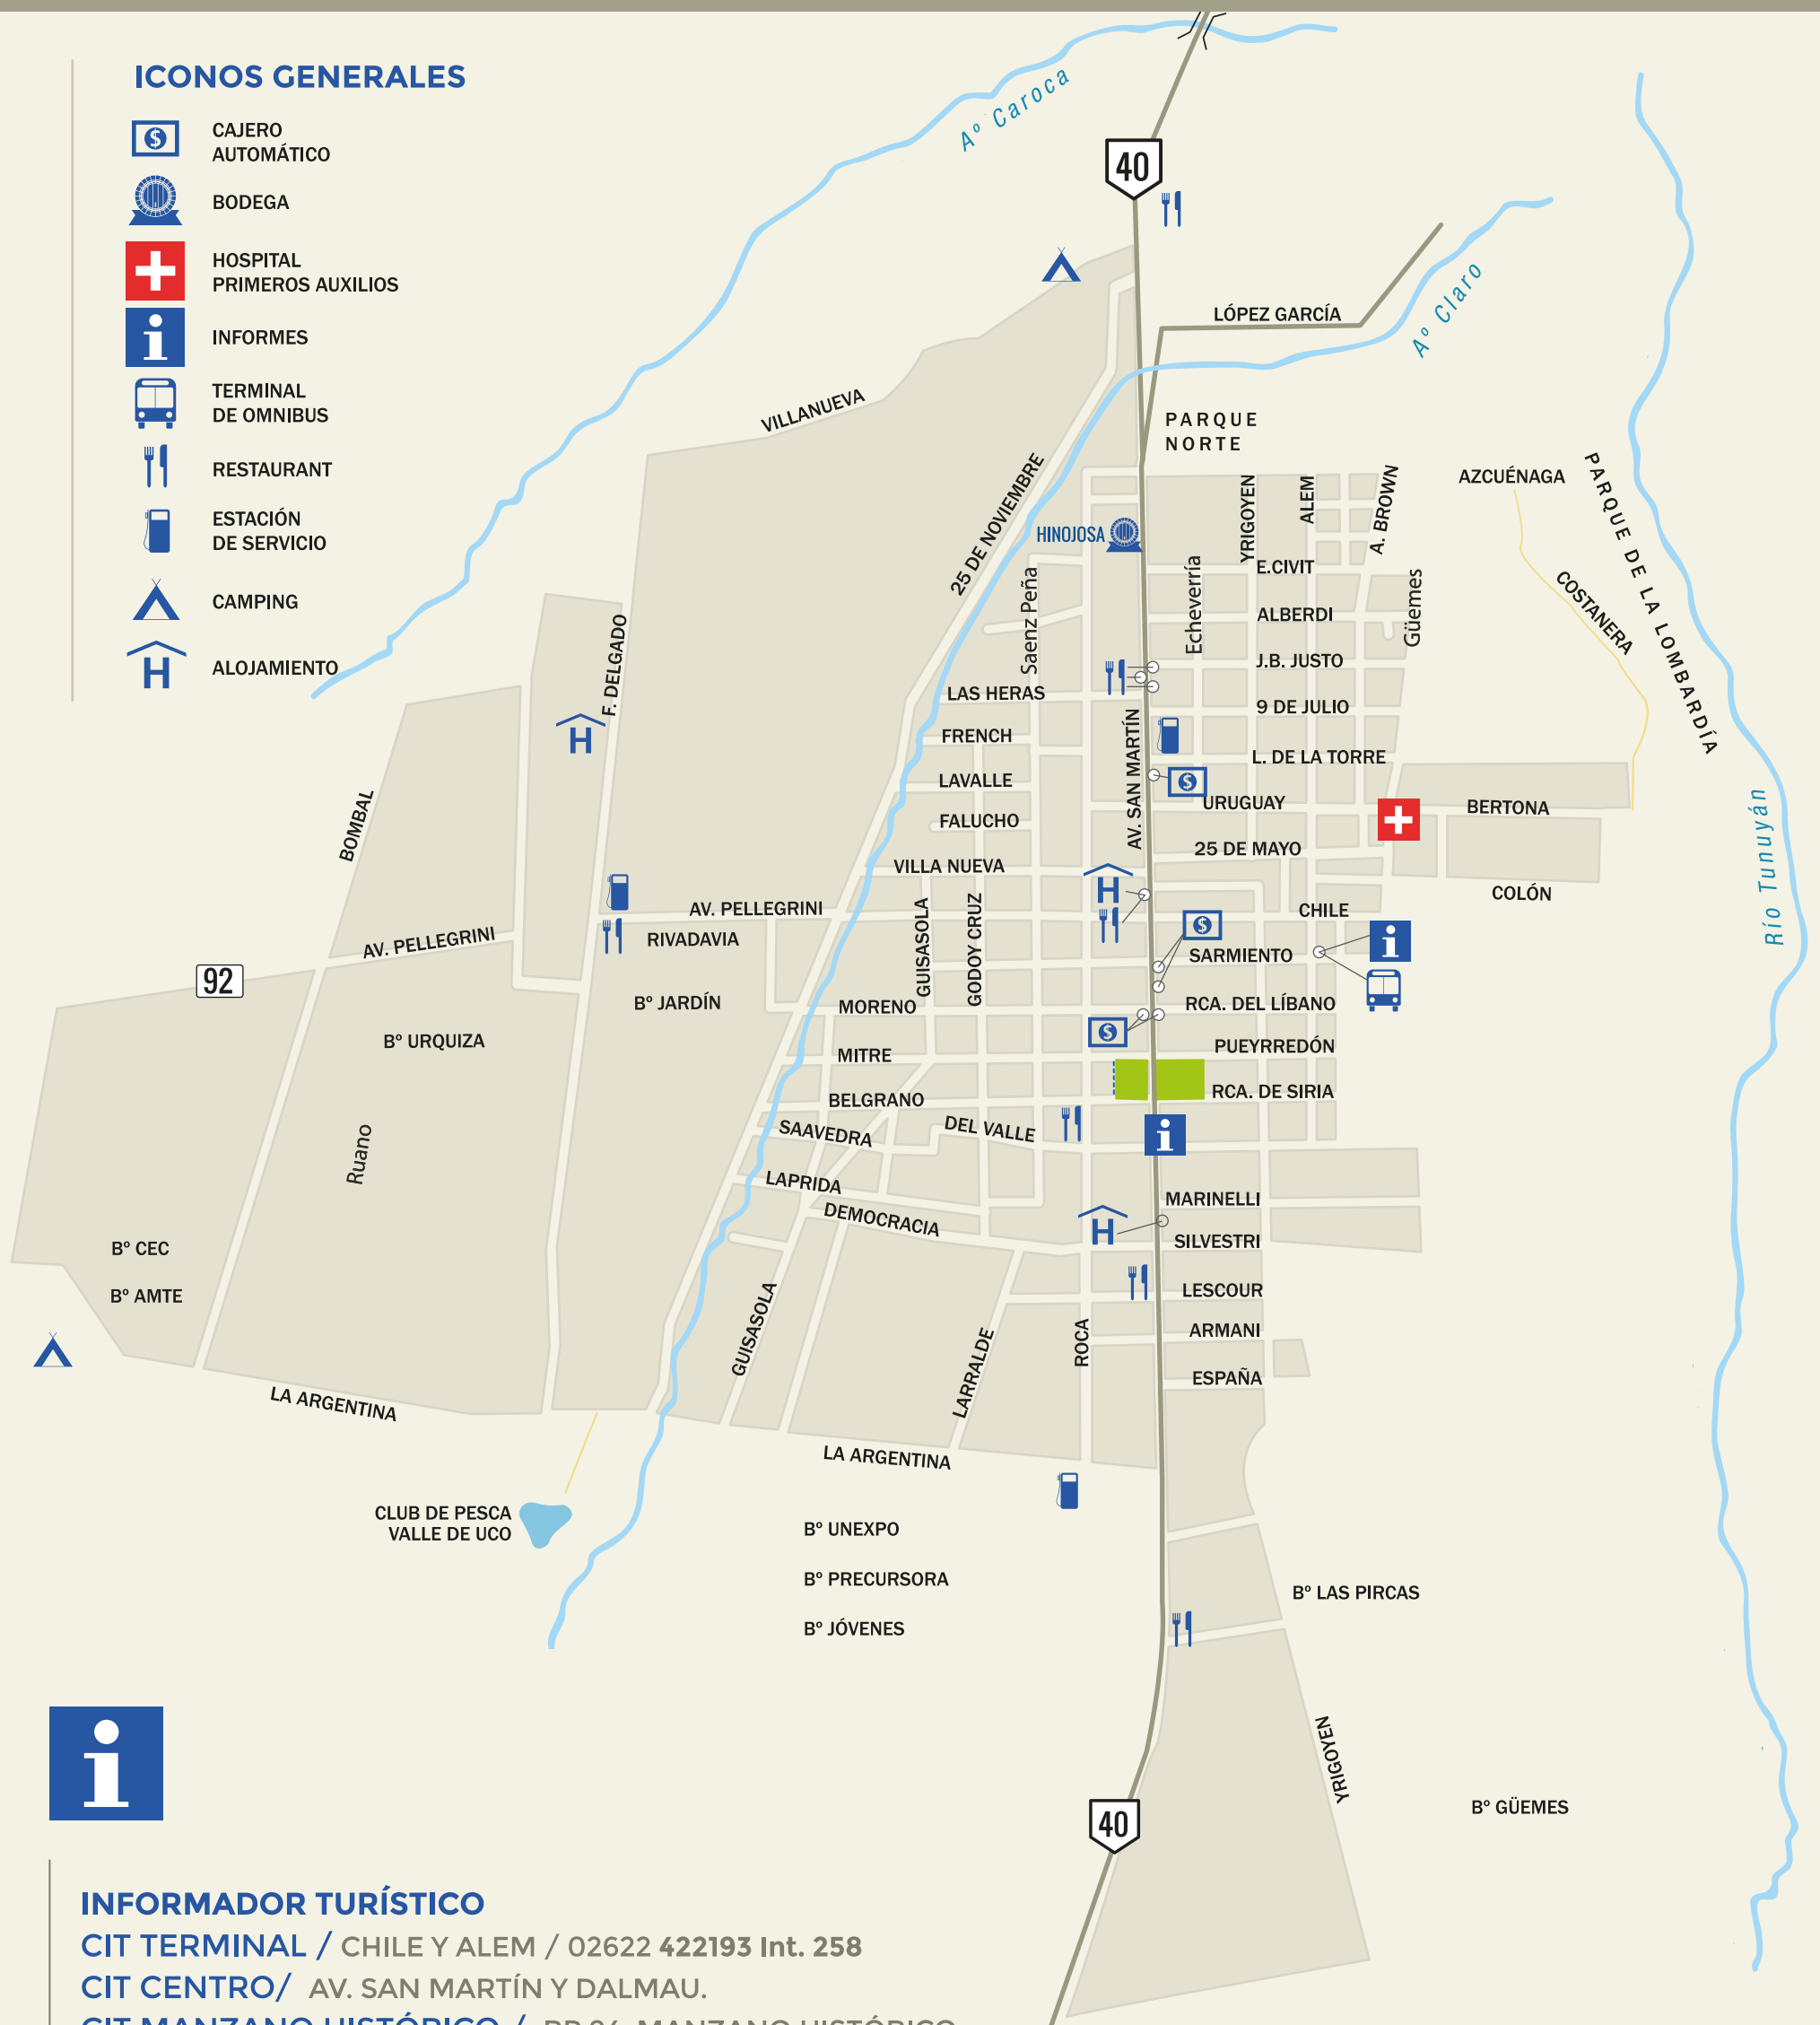 ICONOS GENERALES
CAJERO
AUTOMÁTICO
BODEGA
HOSPITAL
PRIMEROS AUXILIOS
INFORMES
TERMINAL
DE OMNIBUS
RESTAURANT
ESTACIÓN
DE SERVICIO
CAMPING
H
ALOJAMIENTO
Aº Caroca
40
LÓPEZ GARCÍA
Aº Claro
VILLANUEVA
PARQUE
NORTE
25 DE NOVIEMBRE
HINOJOSA
YRIGOYEN
ALEM
A. BROWN
AZCUÉNAGA
PARQUE DE LA LOMBARDÍA
COSTANERA
E.CIVIT
Saenz Peña
Echeverría
Güemes
ALBERDI
F. DELGADO
H
J.B. JUSTO
LAS HERAS
9 DE JULIO
FRENCH
AV. SAN MARTÍN
L. DE LA TORRE
LAVALLE
URUGUAY
BERTONA
BOMBAL
FALUCHO
25 DE MAYO
Río Tunuyán
VILLA NUEVA
H
COLÓN
AV. PELLEGRINI
CHILE
GUISASOLA
GODOY CRUZ
RIVADAVIA
AV. PELLEGRINI
SARMIENTO
92
Bº JARDÍN
MORENO
RCA. DEL LÍBANO
Bº URQUIZA
MITRE
PUEYRREDÓN
BELGRANO
RCA. DE SIRIA
SAAVEDRA
DEL VALLE
Ruano
LAPRIDA
MARINELLI
DEMOCRACIA
H
SILVESTRI
Bº CEC
Bº AMTE
LESCOUR
GUISASOLA
LARRALDE
ROCA
ARMANI
ESPAÑA
LA ARGENTINA
LA ARGENTINA
CLUB DE PESCA
VALLE DE UCO
Bº UNEXPO
Bº PRECURSORA
Bº LAS PIRCAS
Bº JÓVENES
YRIGOYEN
Bº GÜEMES
40
INFORMADOR TURÍSTICO
CIT TERMINAL / CHILE Y ALEM / 02622 422193 Int. 258
CIT CENTRO/ AV. SAN MARTÍN Y DALMAU.
CIT MANZANO HISTÓRICO / MANZANO HISTÓRICO